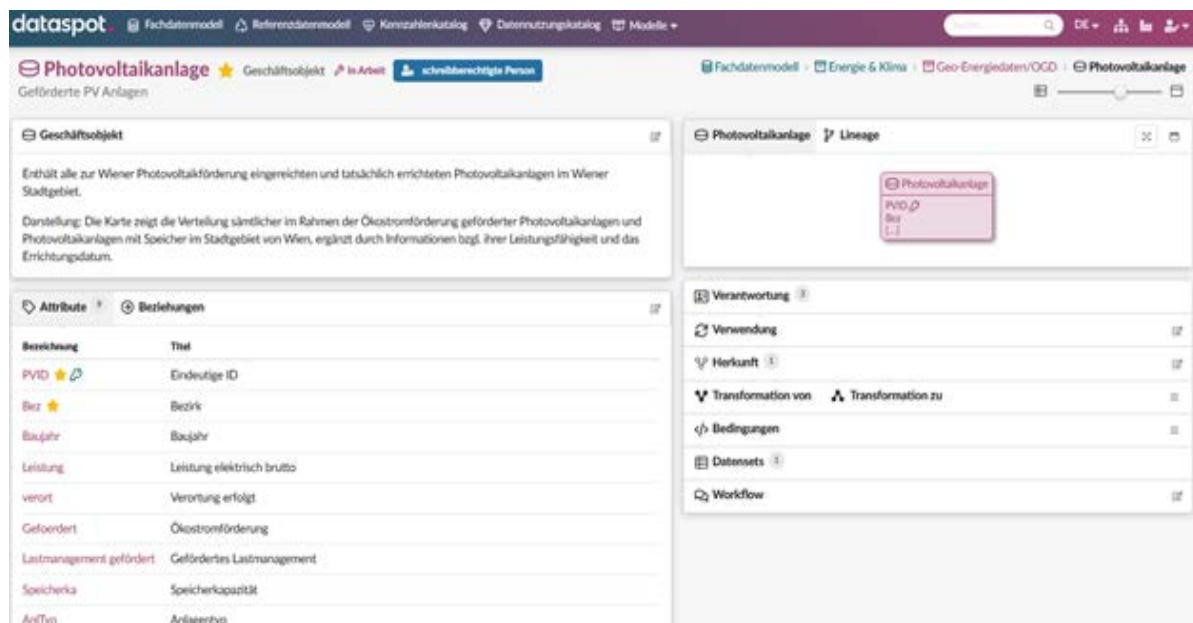 dataspot. Fachdatenmodell Referenzdatenmodell Kennzahlenkatalog Datennutzungskatalog Modelle DE
Photovoltaikanlage Geschäftsobjekt In Arbeit schreibberechtigte Person
Fachdatenmodell Energie & Klima Geo-Energiedaten/OGD Photovoltaikanlage
Geförderte PV Anlagen
Geschäftsobjekt
Enthält alle zur Wiener Photovoltaikförderung eingereichten und tatsächlich errichteten Photovoltaikanlagen im Wiener
Stadtgebiet.
Darstellung: Die Karte zeigt die Verteilung sämtlicher im Rahmen der Ökostromförderung geförderter Photovoltaikanlagen und
Photovoltaikanlagen mit Speicher im Stadtgebiet von Wien, ergänzt durch Informationen bzgl. ihrer Leistungsfähigkeit und das
Errichtungsdatum.
Attribute 9 Beziehungen
Bezeichnung Titel
PVID Eindeutige ID
Bez Bezirk
Baujahr Baujahr
Leistung Leistung elektrisch brutto
verort Verortung erfolgt
Gefoerdert Ökostromförderung
Lastmanagement gefördert Gefördertes Lastmanagement
Speicherka Speicherkapazität
AnlTyp Anlagentyp
Photovoltaikanlage Lineage
Photovoltaikanlage
PVID
Bez
[...]
Verantwortung
Verwendung
Herkunft 1
Transformation von Transformation zu
Bedingungen
Datensets 1
Workflow